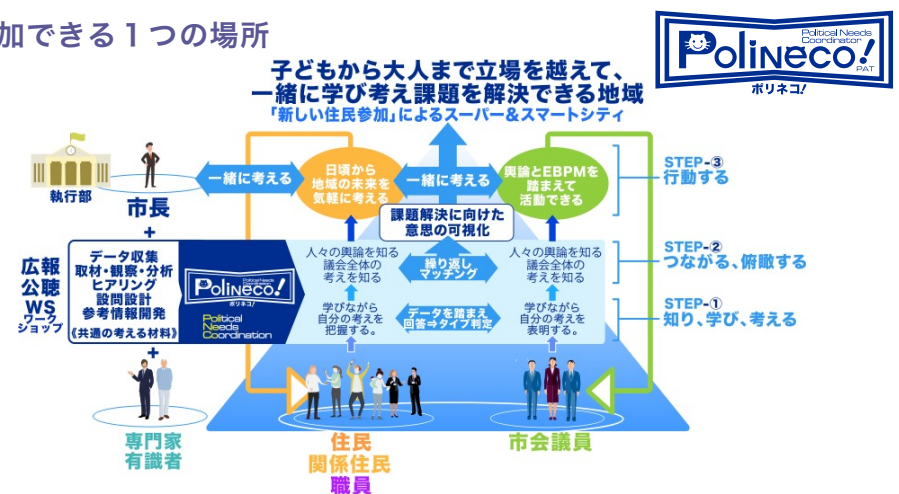 加できる１つの場所
Political Needs
Coordinator
Polineco!
PAT
ポリネコ!
子どもから大人まで立場を越えて、
一緒に学び考え課題を解決できる地域
「新しい住民参加」によるスーパー&スマートシティ
執行部
市長
一緒に考える
日頃から
地域の未来を
気軽に考える
一緒に考える
輿論とEBPMを
踏まえて
活動できる
STEP-③
行動する
課題解決に向けた
意思の可視化
+
広報
公聴
WS
ワーク
ショップ
データ収集
取材・観察・分析
ヒアリング
設問設計
参考情報開発
《共通の考える材料》
Polineco!
ポリネコ!
Political
Needs
Coordination
人々の輿論を知る
議会全体の
考えを知る
繰り返し
マッチング
人々の輿論を知る
議会全体の
考えを知る
STEP-②
つながる、俯瞰する
学びながら
自分の考えを
把握する。
データを踏まえ
回答⇒タイプ判定
学びながら
自分の考えを
表明する。
STEP-①
知り、学び、考える
+
専門家
有識者
住民
関係住民
職員
市会議員